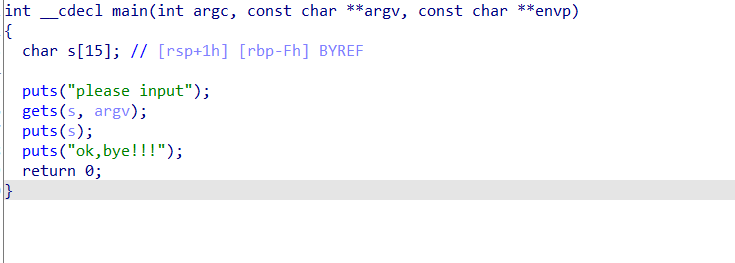 int __cdecl main(int argc, const char **argv, const char **envp)
{
char s[15]; // [rsp+1h] [rbp-Fh] BYREF
puts("please input");
gets(s, argv);
puts(s);
puts("ok,bye!!!");
return 0;
}